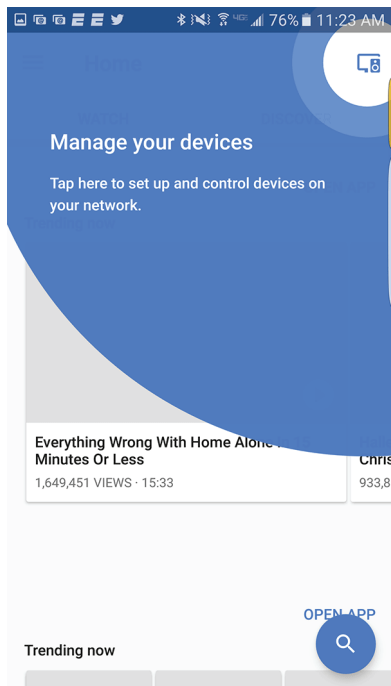 76% 11:23 AM
Home
Manage your devices
Tap here to set up and control devices on
your network.
Everything Wrong With Home Alone
Minutes Or Less
1,649,451 VIEWS · 15:33
Chris
933,8
OPEN APP
Trending now